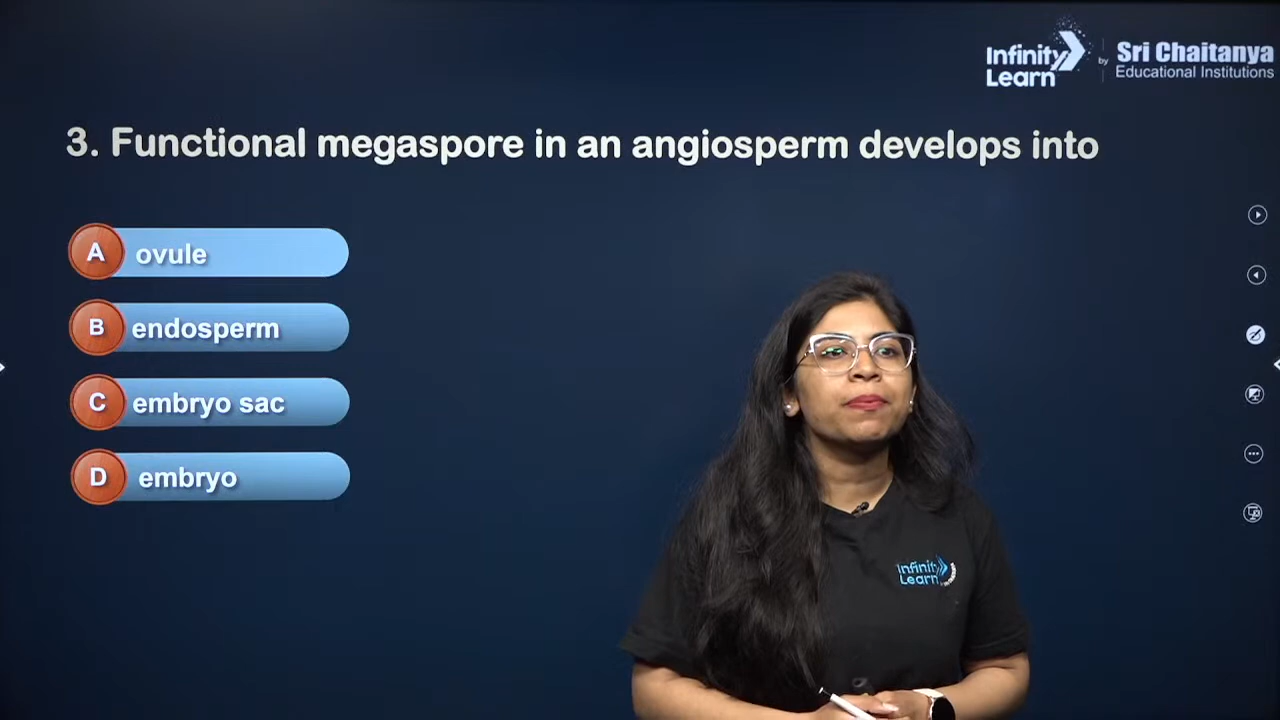 Infinity
Learn
by
Sri Chaitanya
Educational Institutions
3. Functional megaspore in an angiosperm develops into
A ovule
B endosperm
C embryo sac
D embryo
Infinity
Learn